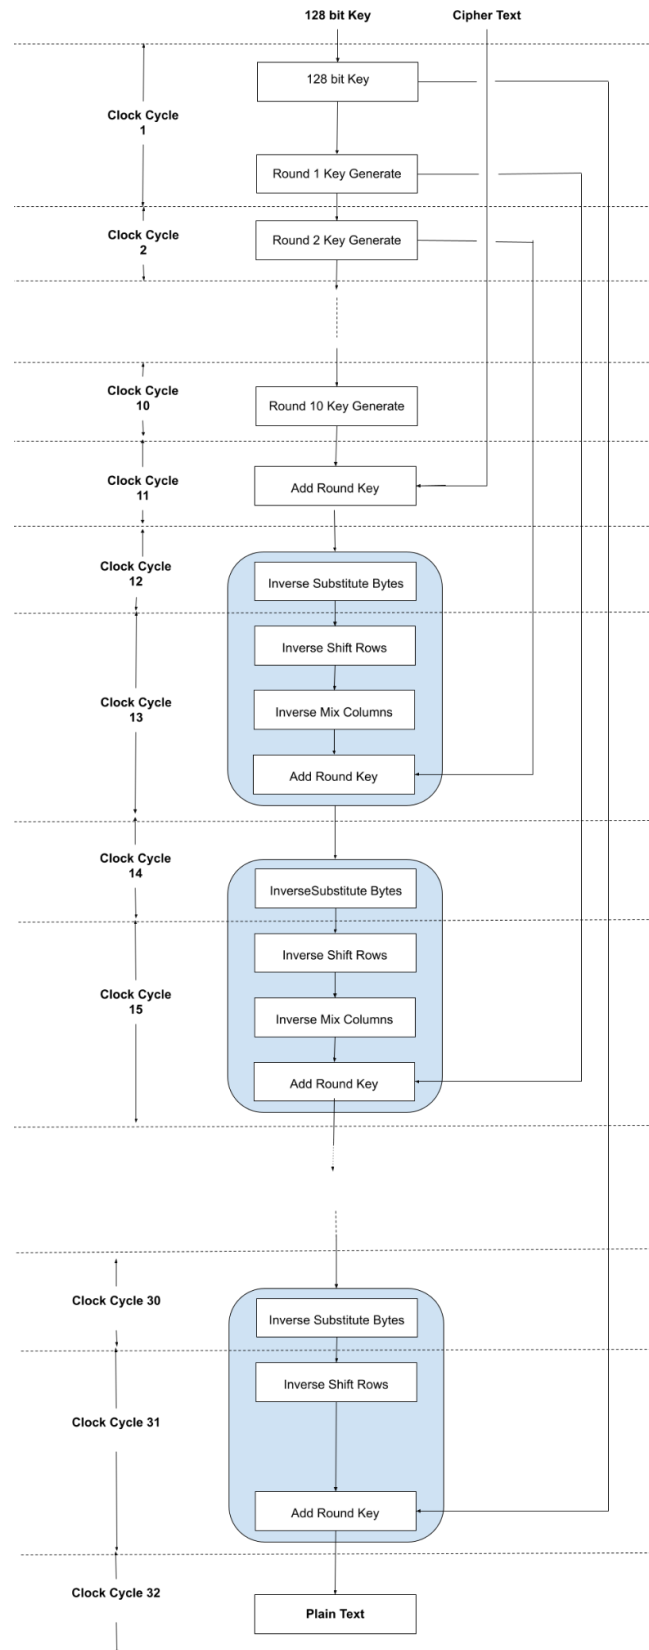 128 bit Key
Cipher Text
128 bit Key
Clock Cycle
1
Round 1 Key Generate
Clock Cycle
2
Round 2 Key Generate
Clock Cycle
10
Round 10 Key Generate
Clock Cycle
11
Add Round Key
Clock Cycle
12
Inverse Substitute Bytes
Inverse Shift Rows
Clock Cycle
13
Inverse Mix Columns
Add Round Key
Clock Cycle
14
InverseSubstitute Bytes
Inverse Shift Rows
Clock Cycle
15
Inverse Mix Columns
Add Round Key
Clock Cycle 30
Inverse Substitute Bytes
Inverse Shift Rows
Clock Cycle 31
Add Round Key
Clock Cycle 32
Plain Text